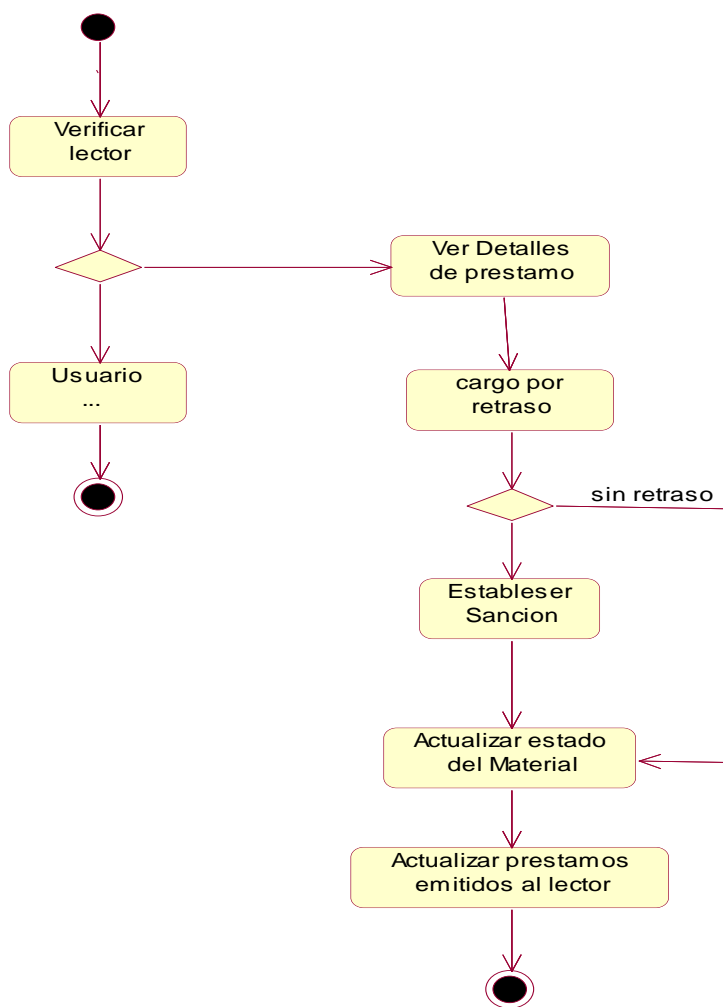 Verificar
lector
Ver Detalles
de prestamo
Usuario
...
cargo por
retraso
sin retraso
Estableser
Sancion
Actualizar estado
del Material
Actualizar prestamos
emitidos al lector